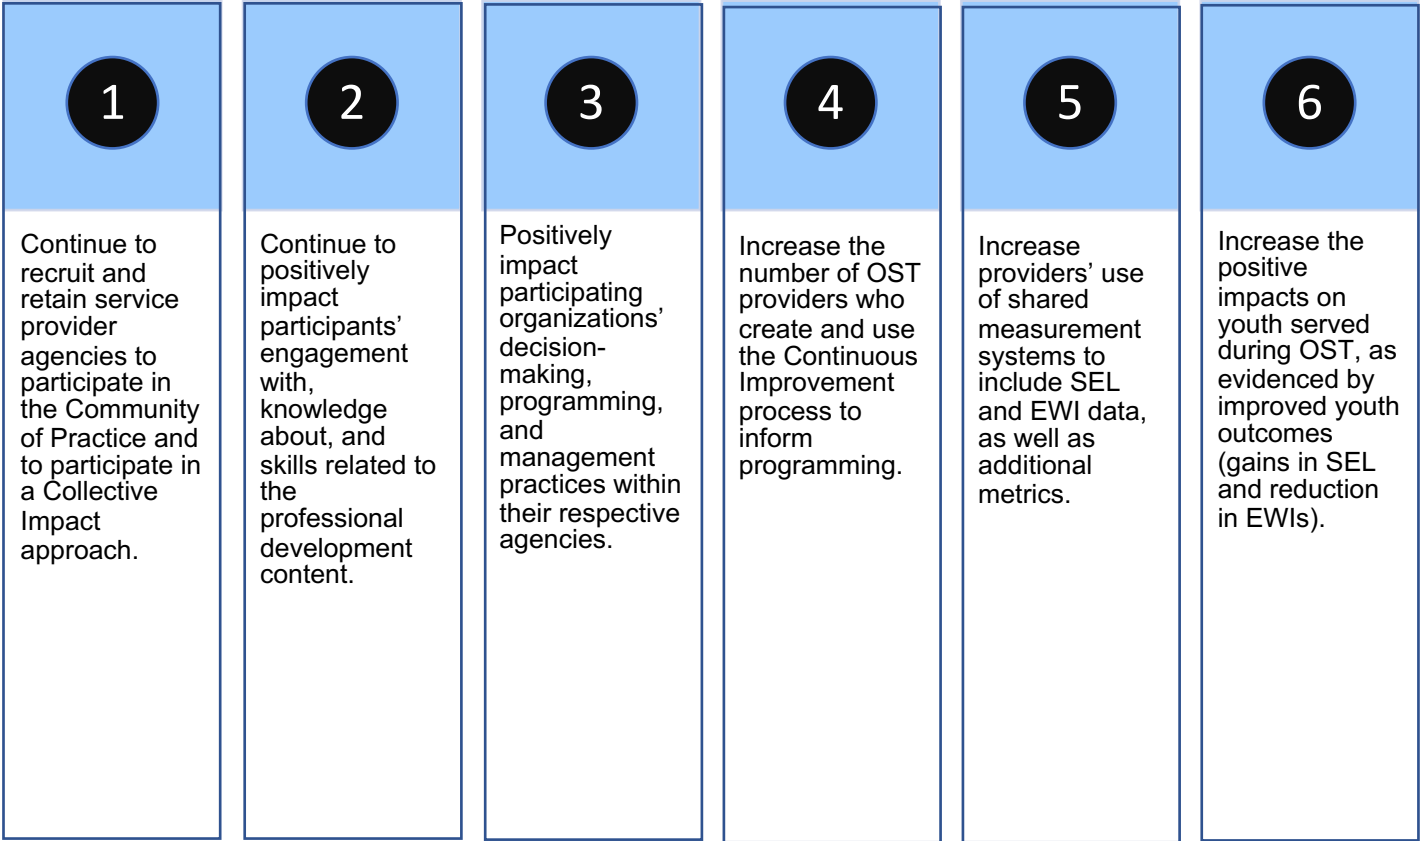 1
Continue to
recruit and
retain service
provider
agencies to
participate in
the Community
of Practice and
to participate in
a Collective
Impact
approach.
2
Continue to
positively
impact
participants’
engagement
with,
knowledge
about, and
skills related to
the
professional
development
content.
3
Positively
impact
participating
organizations’
decision-
making,
programming,
and
management
practices within
their respective
agencies.
4
Increase the
number of OST
providers who
create and use
the Continuous
Improvement
process to
inform
programming.
5
Increase
providers’ use
of shared
measurement
systems to
include SEL
and EWI data,
as well as
additional
metrics.
6
Increase the
positive
impacts on
youth served
during OST, as
evidenced by
improved youth
outcomes
(gains in SEL
and reduction
in EWIs).